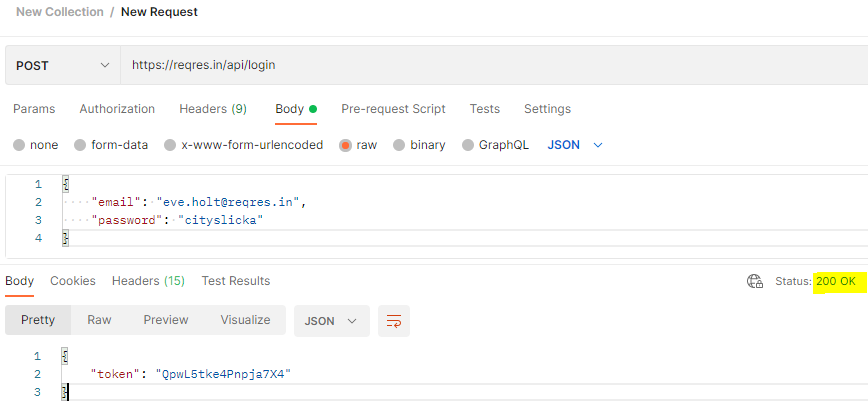 New Collection / New Request
POST https://reqres.in/api/login
Params Authorization Headers (9) Body Pre-request Script Tests Settings
none form-data x-www-form-urlencoded raw binary GraphQL JSON
1 {
2 "email": "eve.holt@reqres.in",
3 "password": "cityslicka"
4 }
Body Cookies Headers (15) Test Results Status: 200 OK
Pretty Raw Preview Visualize JSON
1 {
2 "token": "QpwL5tke4Pnpja7X4"
3 }